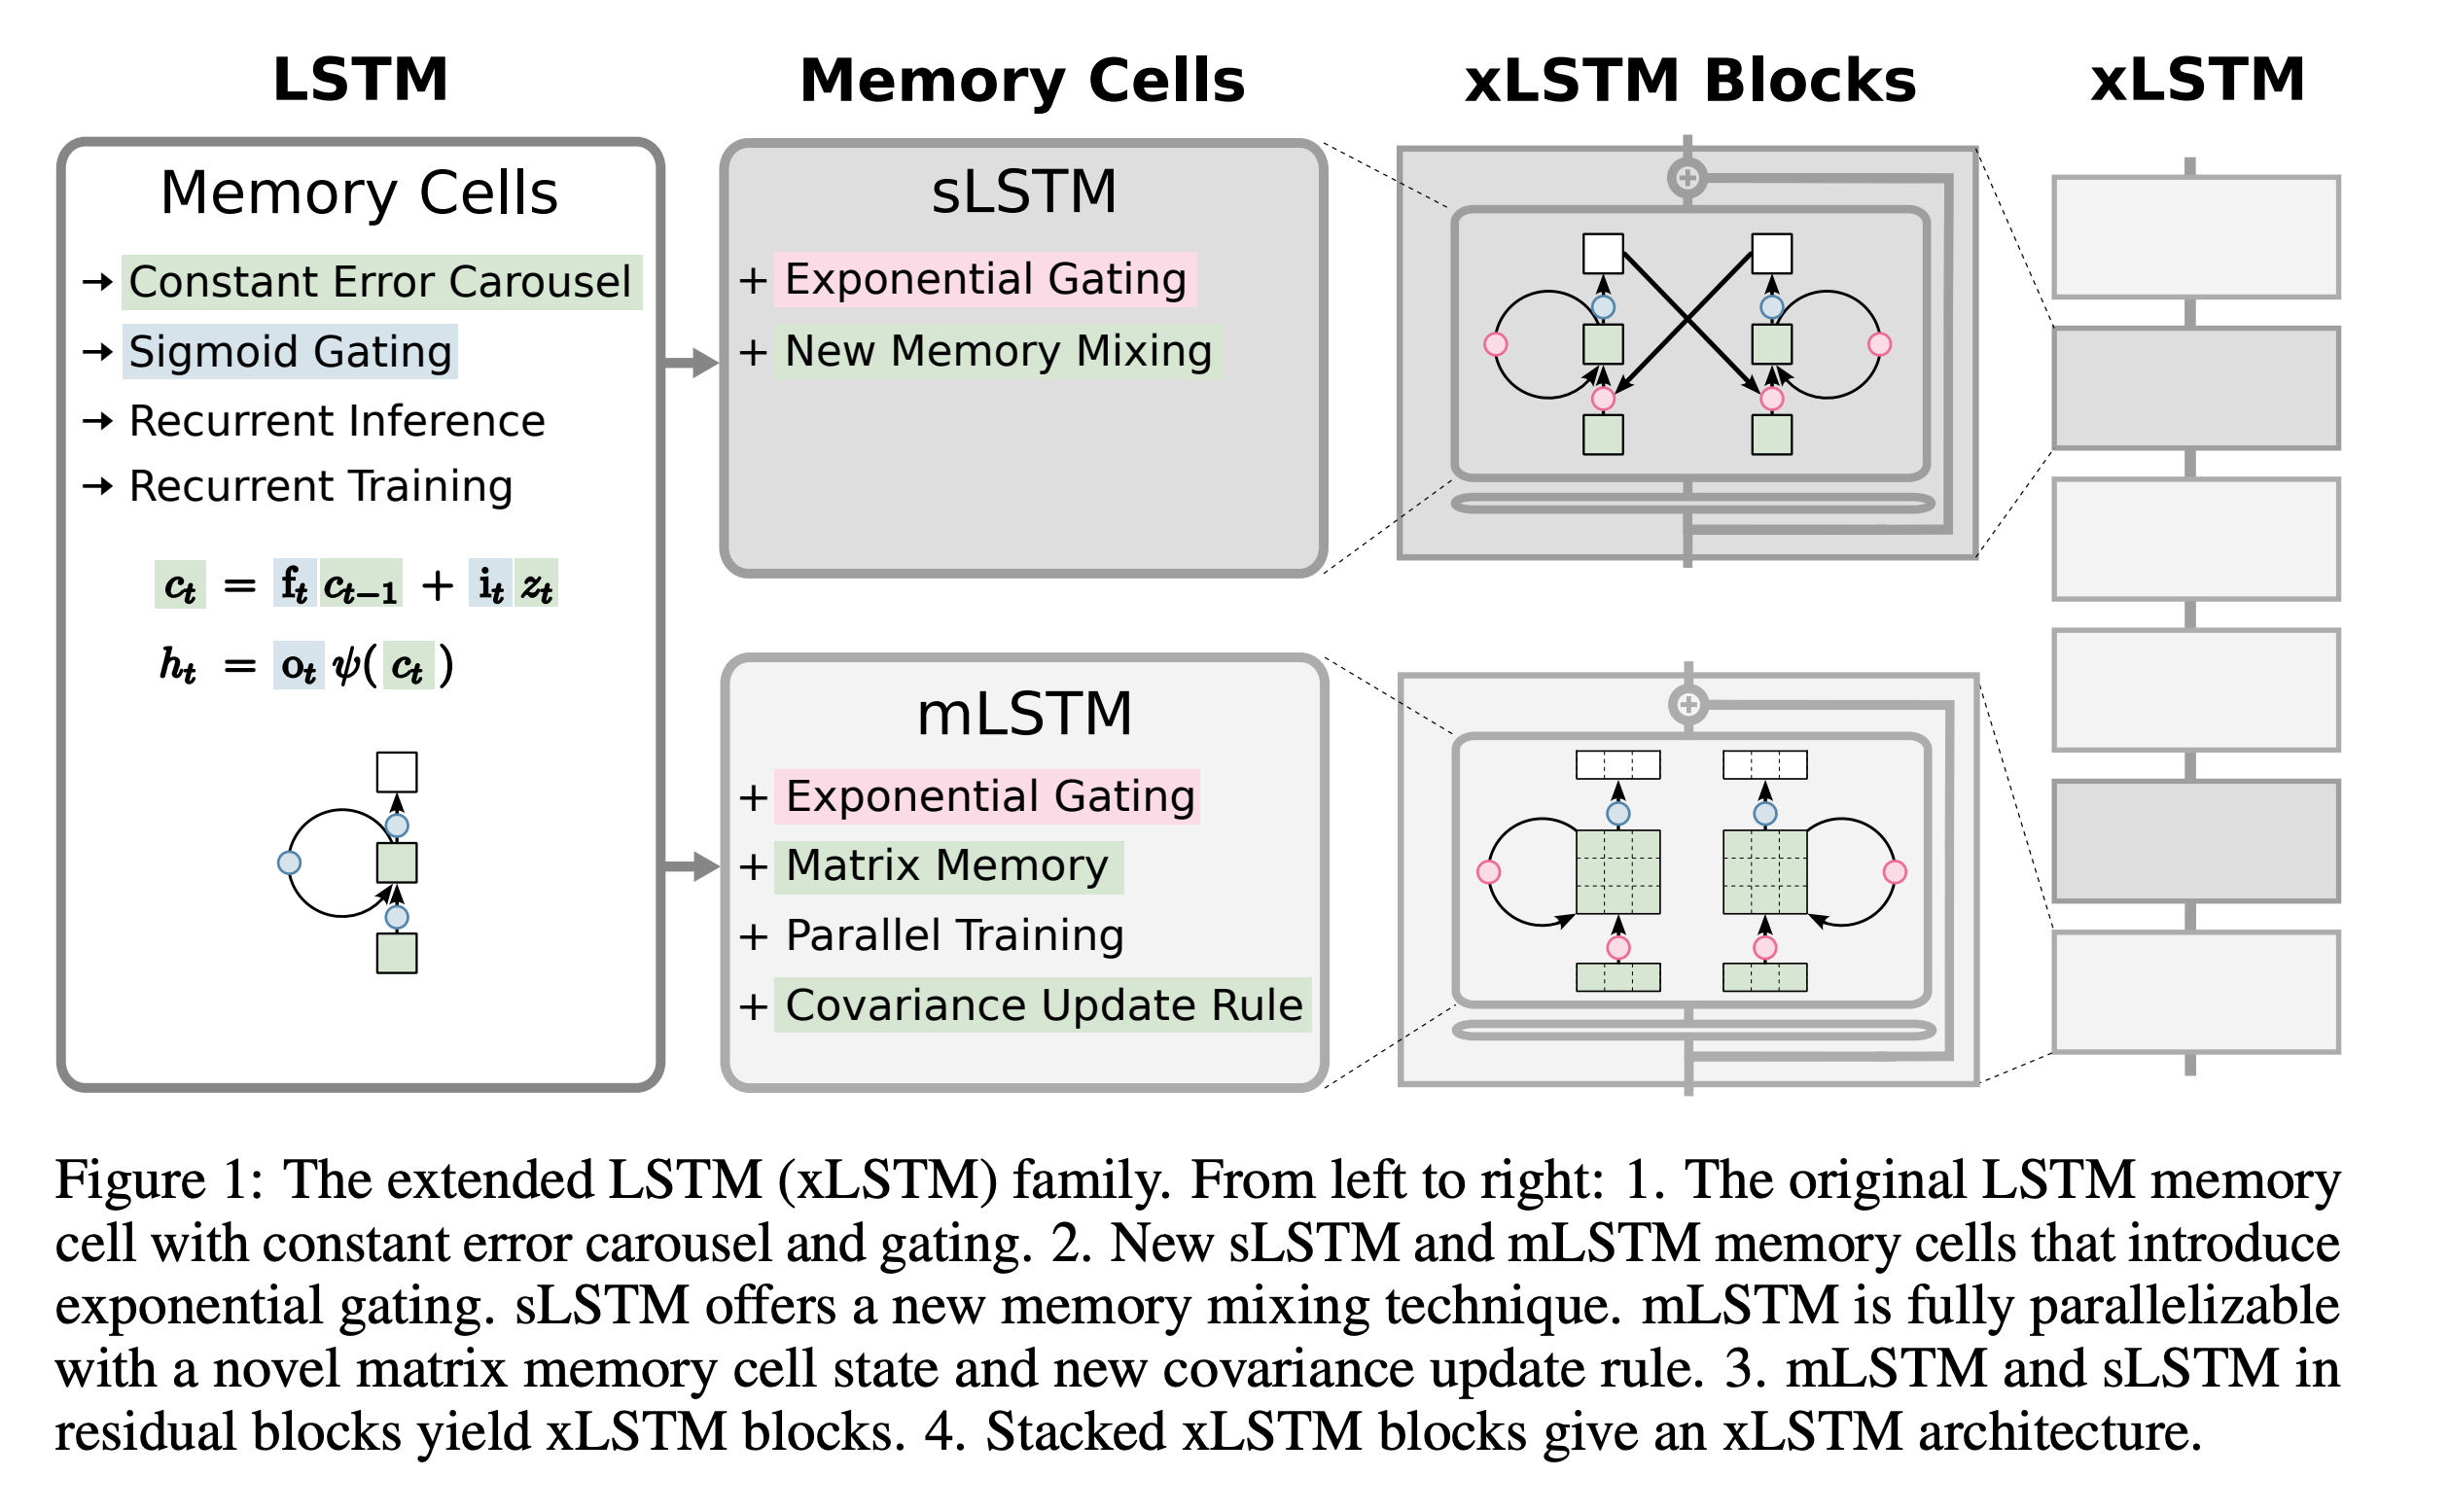 LSTM
Memory Cells
xLSTM Blocks
xLSTM
Memory Cells
→ Constant Error Carousel
→ Sigmoid Gating
→ Recurrent Inference
→ Recurrent Training
c_t = f_t c_{t−1} + i_t z_t
h_t = o_t ψ( c_t )
sLSTM
+ Exponential Gating
+ New Memory Mixing
mLSTM
+ Exponential Gating
+ Matrix Memory
+ Parallel Training
+ Covariance Update Rule
Figure 1: The extended LSTM (xLSTM) family. From left to right: 1. The original LSTM memory
cell with constant error carousel and gating. 2. New sLSTM and mLSTM memory cells that introduce
exponential gating. sLSTM offers a new memory mixing technique. mLSTM is fully parallelizable
with a novel matrix memory cell state and new covariance update rule. 3. mLSTM and sLSTM in
residual blocks yield xLSTM blocks. 4. Stacked xLSTM blocks give an xLSTM architecture.